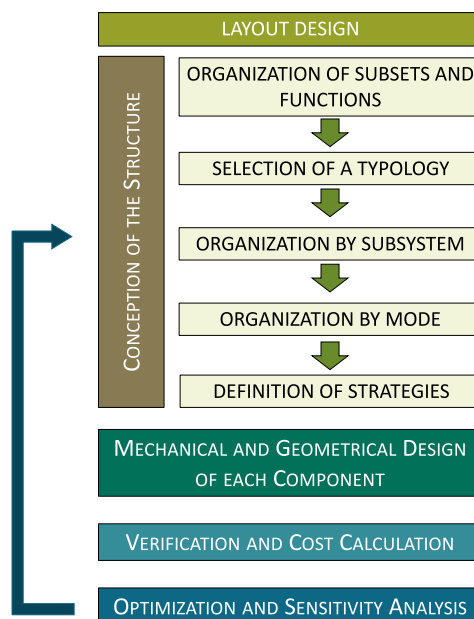 LAYOUT DESIGN
CONCEPTION OF THE STRUCTURE
ORGANIZATION OF SUBSETS AND
FUNCTIONS
SELECTION OF A TYPOLOGY
ORGANIZATION BY SUBSYSTEM
ORGANIZATION BY MODE
DEFINITION OF STRATEGIES
MECHANICAL AND GEOMETRICAL DESIGN
OF EACH COMPONENT
VERIFICATION AND COST CALCULATION
OPTIMIZATION AND SENSITIVITY ANALYSIS